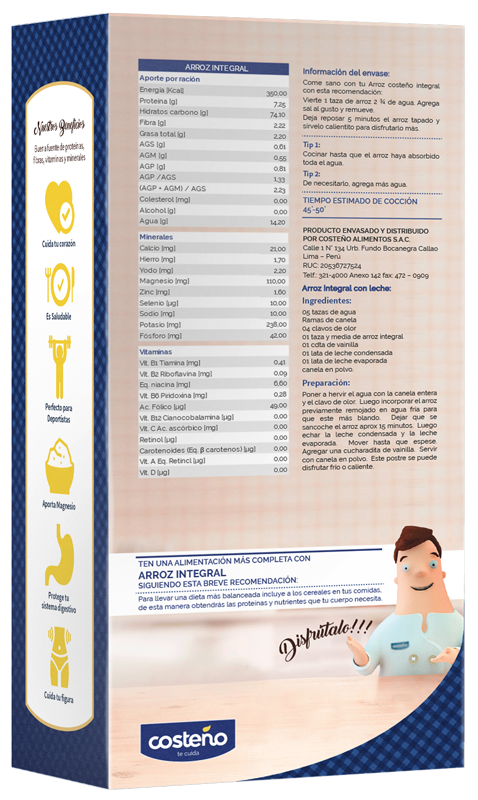 Nuestros Beneficios
Buena fuente de proteínas,
fibras, vitaminas y minerales
Cuida tu corazón
Es Saludable
Perfecto para
Deportistas
Aporta Magnesio
Protege tu
sistema digestivo
Cuida tu figura
ARROZ INTEGRAL
Aporte por ración
Energía [Kcal] 350,00
Proteína [g] 7,25
Hidratos carbono [g] 74,10
Fibra [g] 2,22
Grasa total [g] 2,20
AGS [g] 0,61
AGM [g] 0,55
AGP [g] 0,81
AGP /AGS 1,33
(AGP + AGM) / AGS 2,23
Colesterol [mg] 0,00
Alcohol [g] 0,00
Agua [g] 14,20
Minerales
Calcio [mg] 21,00
Hierro [mg] 1,70
Yodo [mg] 2,20
Magnesio [mg] 110,00
Zinc [mg] 1,60
Selenio [µg] 10,00
Sodio [mg] 10,00
Potasio [mg] 238,00
Fósforo [mg] 42,00
Vitaminas
Vit. B1 Tiamina [mg] 0,41
Vit. B2 Riboflavina [mg] 0,09
Eq. niacina [mg] 6,60
Vit. B6 Piridoxina [mg] 0,28
Ac. Fólico [µg] 49,00
Vit. B12 Cianocobalamina [µg] 0,00
Vit. C Ac. ascórbico [mg] 0,00
Retinol [µg] 0,00
Carotenoides (Eq. β carotenos) [µg] 0,00
Vit. A Eq. Retincl [µg] 0,00
Vit. D [µg] 0,00
Información del envase:
Come sano con tu Arroz costeño integral
con esta recomendación:
Vierte 1 taza de arroz 2 ¾ de agua. Agrega
sal al gusto y remueve.
Deja reposar 5 minutos el arroz tapado y
sírvelo calientito para disfrutarlo más.
Tip 1:
Cocinar hasta que el arroz haya absorbido
toda el agua.
Tip 2:
De necesitarlo, agrega más agua.
TIEMPO ESTIMADO DE COCCIÓN
45'-50'
PRODUCTO ENVASADO Y DISTRIBUIDO
POR COSTEÑO ALIMENTOS S.A.C.
Calle 1 N° 134 Urb. Fundo Bocanegra Callao
Lima – Perú
RUC: 20536727524
Telf.: 321-4000 Anexo 142 fax: 472 – 0909
Arroz Integral con leche:
Ingredientes:
05 tazas de agua
Ramas de canela
04 clavos de olor
01 taza y media de arroz integral
01 cdta de vainilla
01 lata de leche condensada
01 lata de leche evaporada
canela en polvo.
Preparación:
Poner a hervir el agua con la canela entera
y el clavo de olor. Luego incorporar el arroz
previamente remojado en agua fría para
que este más blando. Dejar que se
sancoche el arroz aprox 15 minutos. Luego
echar la leche condensada y la leche
evaporada. Mover hasta que espese.
Agregar una cucharadita de vainilla. Servir
con canela en polvo. Este postre se puede
disfrutar frío o caliente.
TEN UNA ALIMENTACIÓN MÁS COMPLETA CON
ARROZ INTEGRAL
SIGUIENDO ESTA BREVE RECOMENDACIÓN:
Para llevar una dieta más balanceada incluye a los cereales en tus comidas,
de esta manera obtendrás las proteínas y nutrientes que tu cuerpo necesita.
Disfrútalo!!!
costeño
te cuida